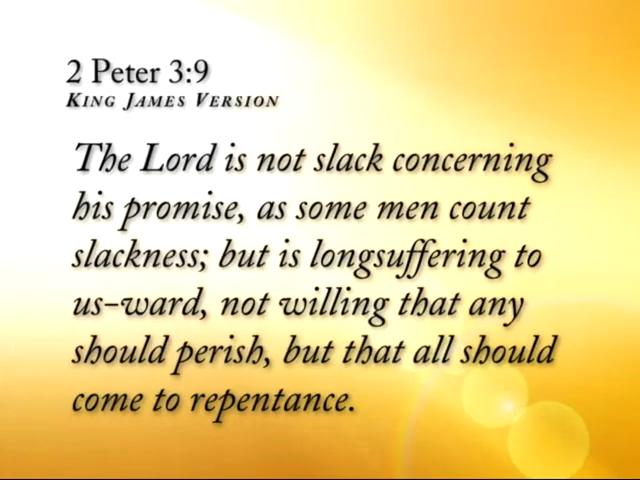 2 Peter 3:9
King James Version
The Lord is not slack concerning
his promise, as some men count
slackness; but is longsuffering to
us-ward, not willing that any
should perish, but that all should
come to repentance.